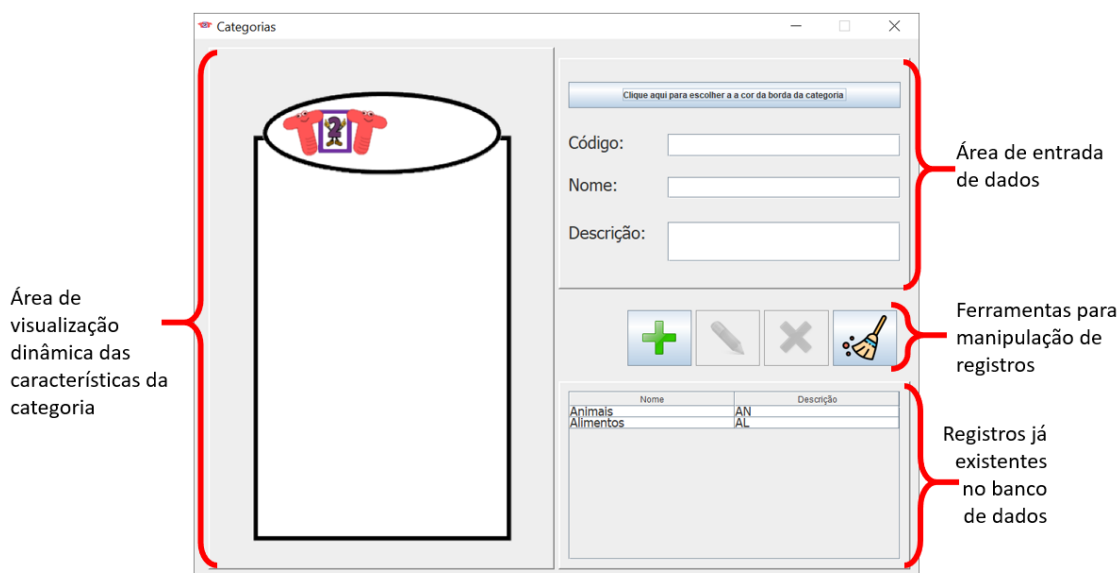 Categorias
Clique aqui para escolher a a cor da borda da categoria
Código:
Nome:
Descrição:
Área de entrada
de dados
Área de
visualização
dinâmica das
características da
categoria
Ferramentas para
manipulação de
registros
Nome Descrição
Animais AN
Alimentos AL
Registros já
existentes
no banco
de dados